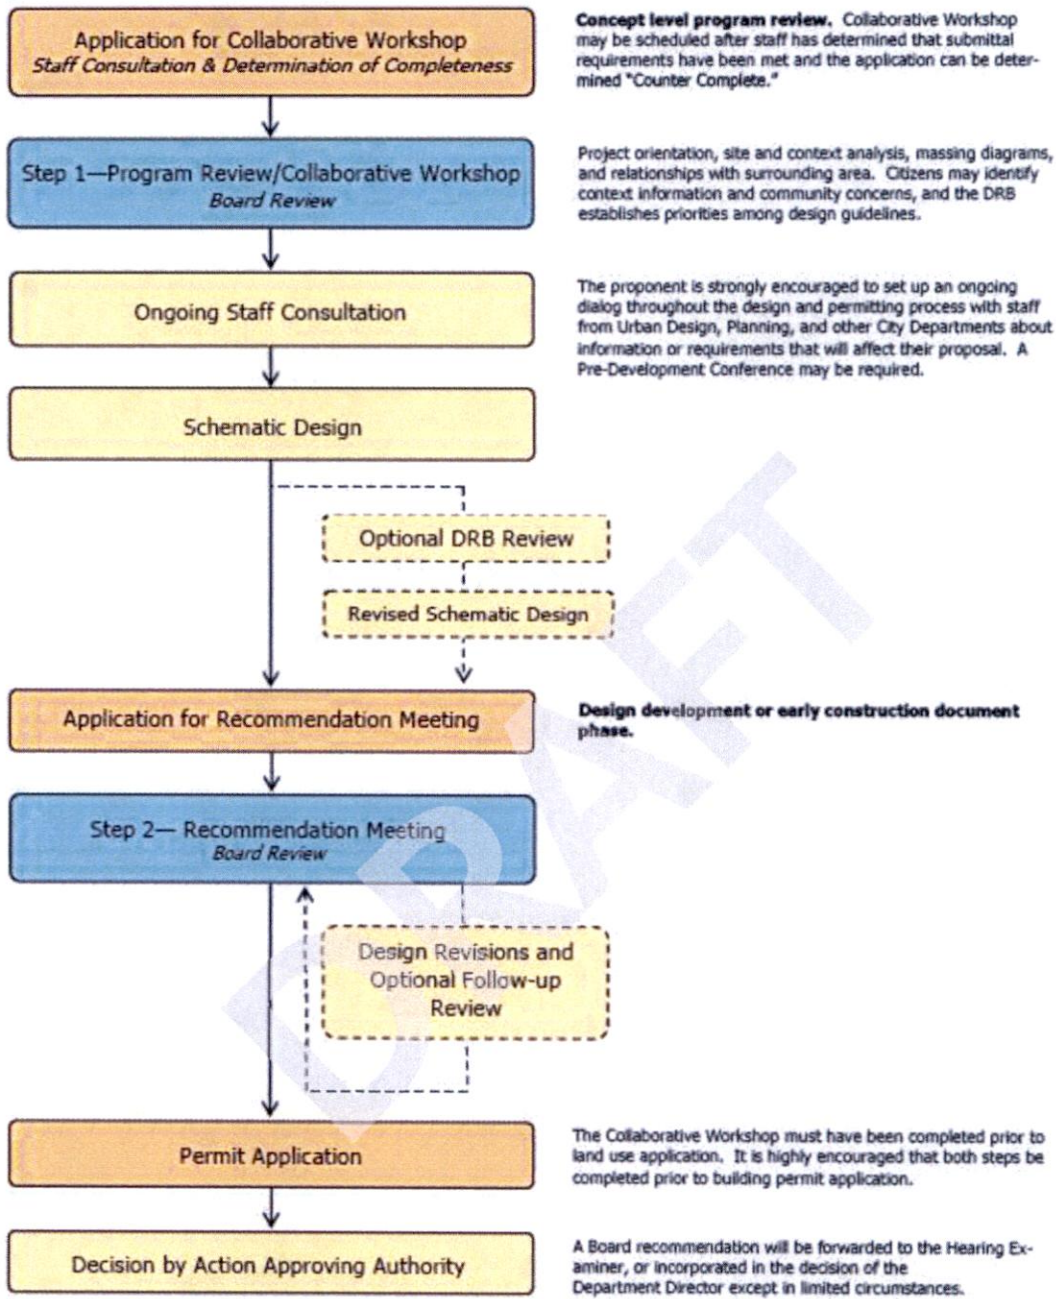 Application for Collaborative Workshop
Staff Consultation & Determination of Completeness
Concept level program review. Collaborative Workshop
may be scheduled after staff has determined that submittal
requirements have been met and the application can be deter-
mined "Counter Complete."
Step 1—Program Review/Collaborative Workshop
Board Review
Project orientation, site and context analysis, massing diagrams,
and relationships with surrounding area. Citizens may identify
context information and community concerns, and the DRB
establishes priorities among design guidelines.
Ongoing Staff Consultation
The proponent is strongly encouraged to set up an ongoing
dialog throughout the design and permitting process with staff
from Urban Design, Planning, and other City Departments about
information or requirements that will affect their proposal. A
Pre-Development Conference may be required.
Schematic Design
Optional DRB Review
Revised Schematic Design
Application for Recommendation Meeting
Design development or early construction document
phase.
Step 2— Recommendation Meeting
Board Review
Design Revisions and
Optional Follow-up
Review
Permit Application
The Collaborative Workshop must have been completed prior to
land use application. It is highly encouraged that both steps be
completed prior to building permit application.
Decision by Action Approving Authority
A Board recommendation will be forwarded to the Hearing Ex-
aminer, or incorporated in the decision of the
Department Director except in limited circumstances.
DRAFT